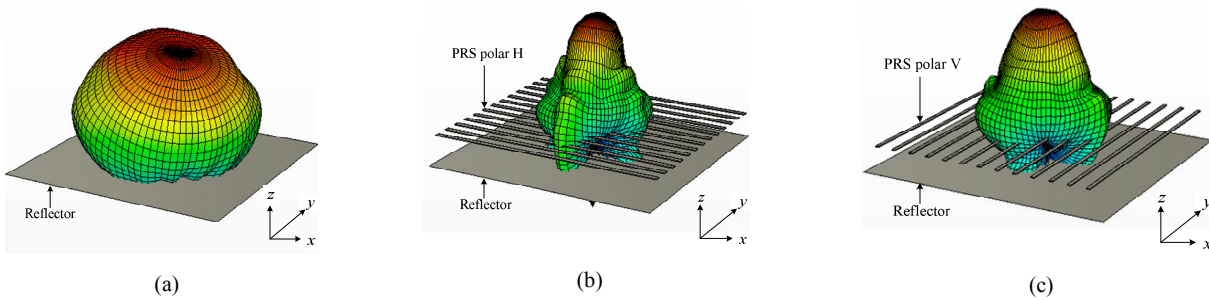 Reflector
z
y
x
(a)
PRS polar H
Reflector
z
y
x
(b)
PRS polar V
Reflector
z
y
x
(c)